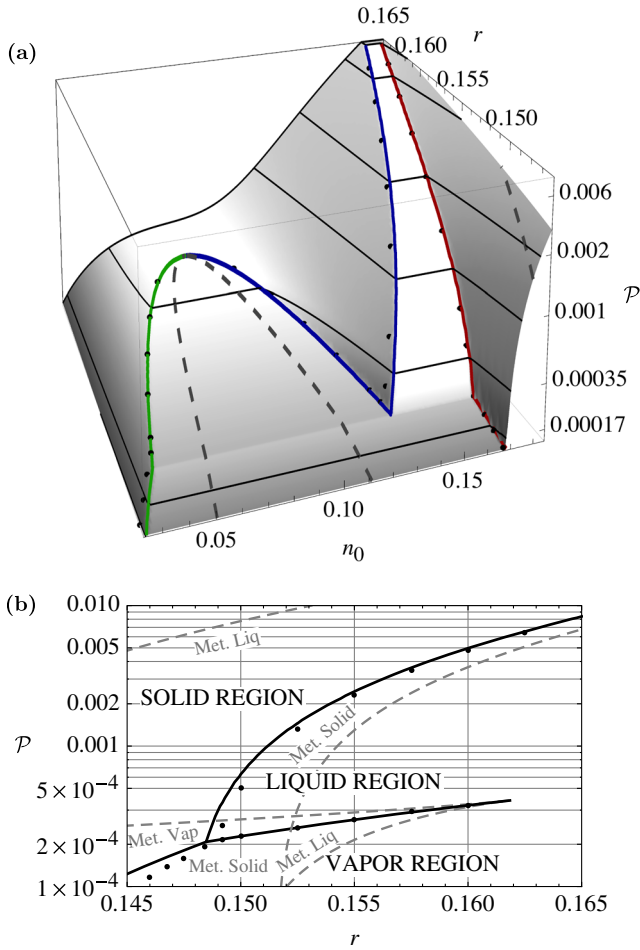 (a)
0.165
0.160
r
0.155
0.150
0.006
0.002
𝒫
0.001
0.00035
0.00017
0.15
0.10
0.05
n₀
(b)
0.010
0.005
0.002
0.001
5×10⁻⁴
2×10⁻⁴
1×10⁻⁴
𝒫
Met. Liq
SOLID REGION
Met. Solid
LIQUID REGION
Met. Vap
Met. Solid
Met. Liq
VAPOR REGION
0.145
0.150
0.155
0.160
0.165
r